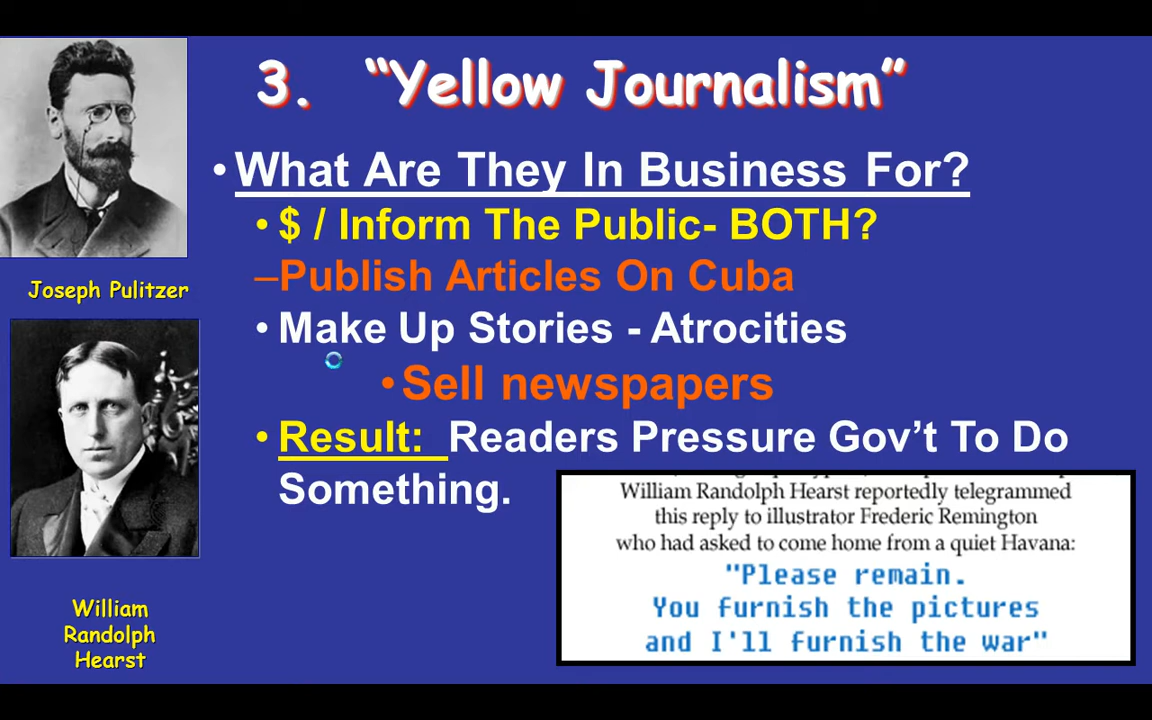 3. “Yellow Journalism”
•What Are They In Business For?
•$ / Inform The Public- BOTH?
–Publish Articles On Cuba
•Make Up Stories - Atrocities
•Sell newspapers
•Result: Readers Pressure Gov’t To Do
Something.
Joseph Pulitzer
William
Randolph
Hearst
William Randolph Hearst reportedly telegrammed
this reply to illustrator Frederic Remington
who had asked to come home from a quiet Havana:
"Please remain.
You furnish the pictures
and I'll furnish the war"